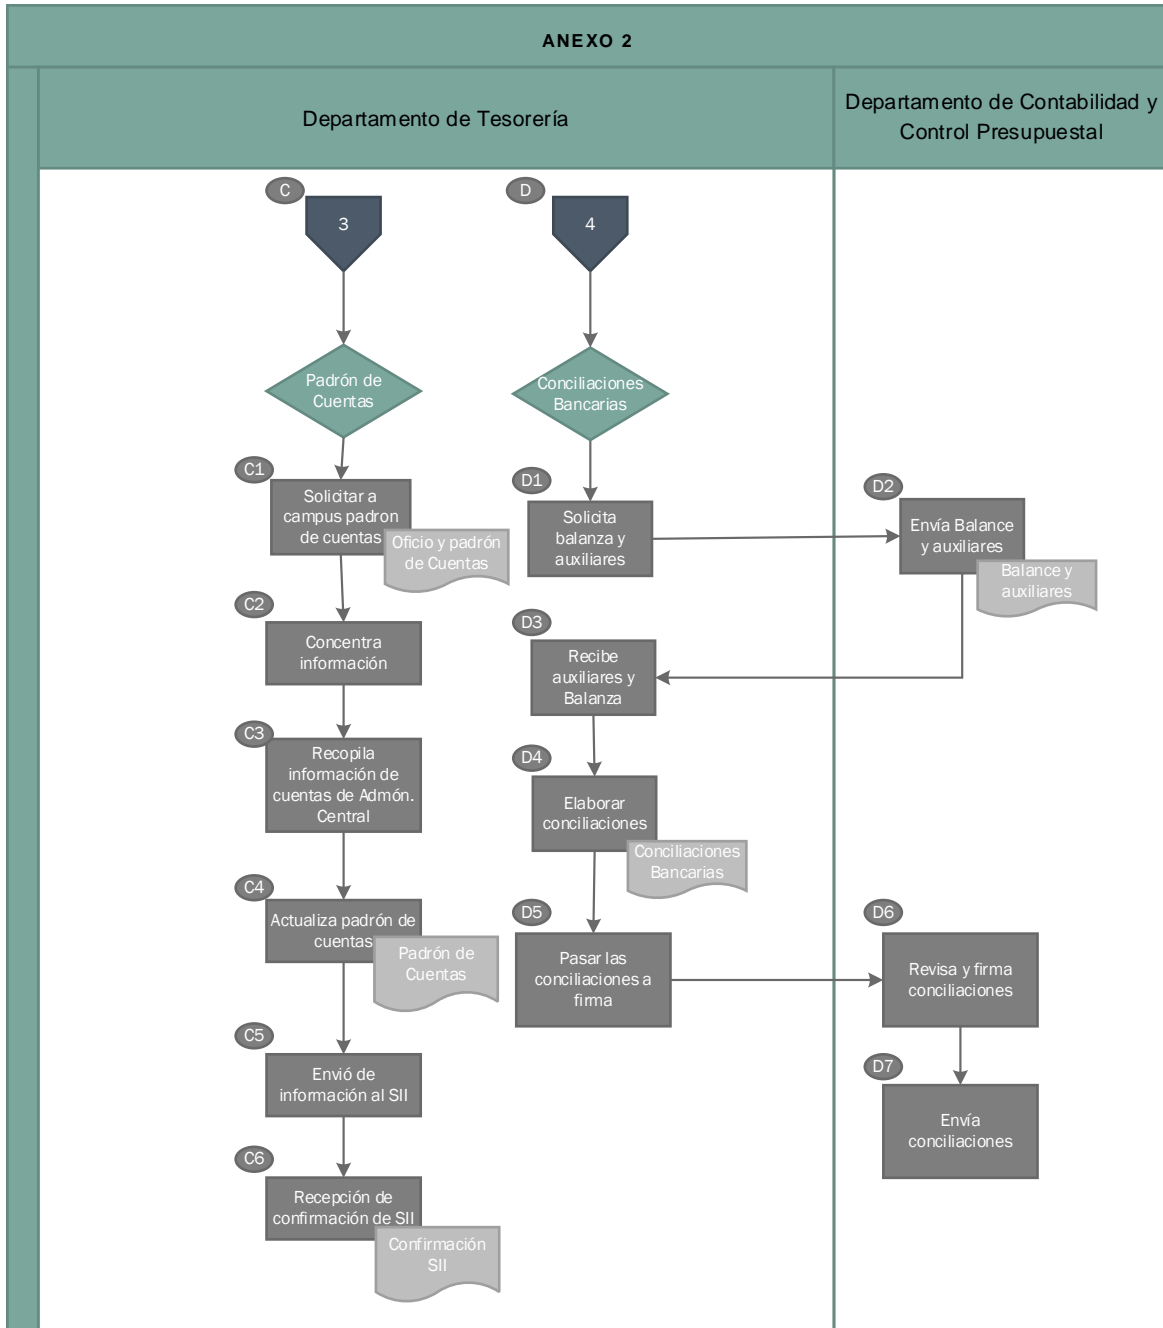 ANEXO 2
Departamento de Tesorería
Departamento de Contabilidad y
Control Presupuestal
C
3
Padrón de
Cuentas
C1
Solicitar a
campus padron
de cuentas
Oficio y padrón
de Cuentas
C2
Concentra
información
C3
Recopila
información de
cuentas de Admón.
Central
C4
Actualiza padrón de
cuentas
Padrón de
Cuentas
C5
Envió de
información al SII
C6
Recepción de
confirmación de SII
Confirmación
SII
D
4
Conciliaciones
Bancarias
D1
Solicita
balanza y
auxiliares
D2
Envía Balance
y auxiliares
Balance y
auxiliares
D3
Recibe
auxiliares y
Balanza
D4
Elaborar
conciliaciones
Conciliaciones
Bancarias
D5
Pasar las
conciliaciones a
firma
D6
Revisa y firma
conciliaciones
D7
Envía
conciliaciones